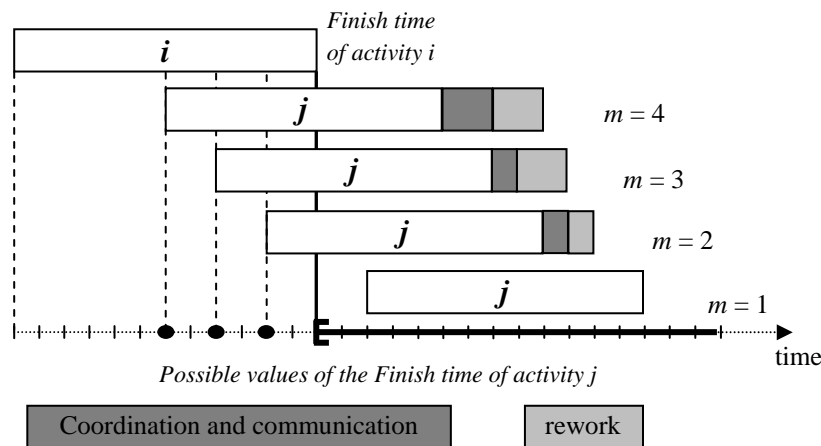 Finish time
of activity i
i
j
m = 4
j
m = 3
j
m = 2
j
m = 1
time
Possible values of the Finish time of activity j
Coordination and communication
rework